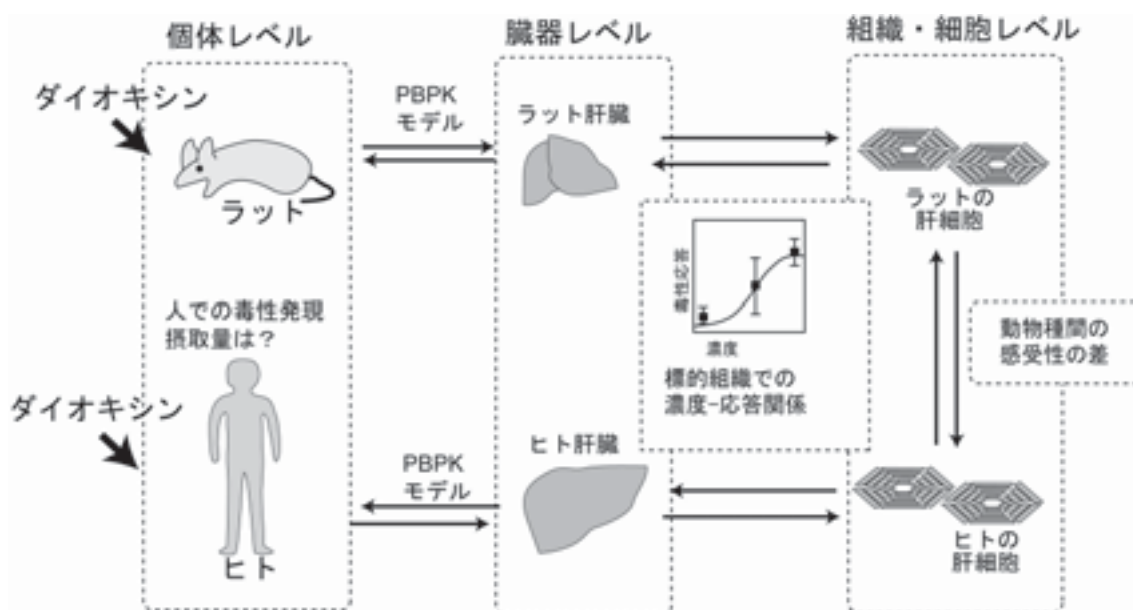 個体レベル
臓器レベル
組織・細胞レベル
ダイオキシン
PBPK
モデル
ラット肝臓
ラット
ラットの
肝細胞
毒性応答
濃度
標的組織での
濃度-応答関係
動物種間の
感受性の差
人での毒性発現
摂取量は?
ダイオキシン
PBPK
モデル
ヒト肝臓
ヒト
ヒトの
肝細胞